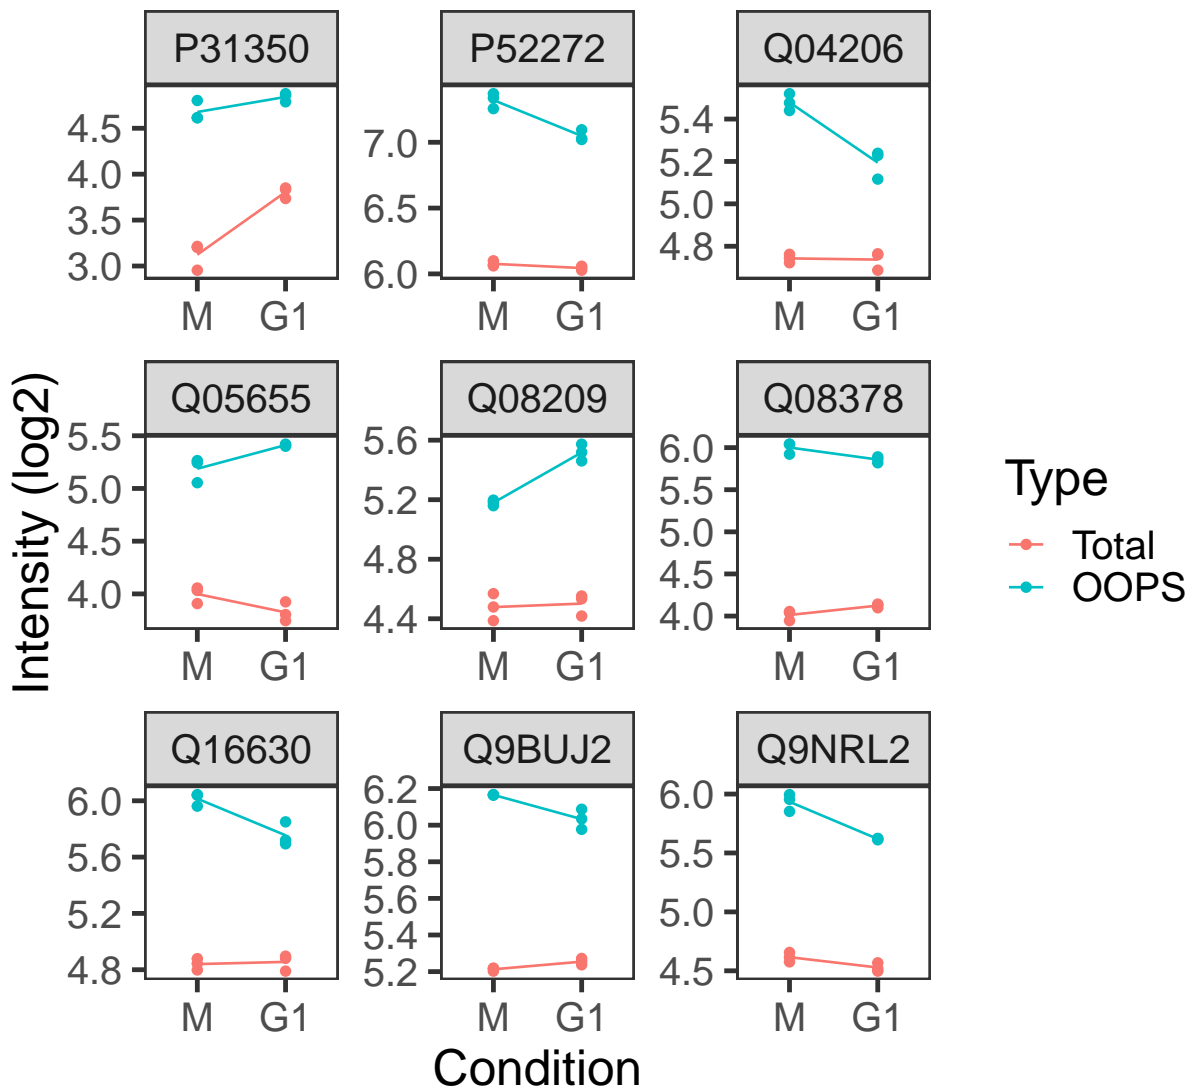 P31350 P52272 Q04206
4.5 4.0 3.5 3.0
7.0 6.5 6.0
5.4 5.2 5.0 4.8
M G1 M G1 M G1
Q05655 Q08209 Q08378
5.5 5.0 4.5 4.0
5.6 5.2 4.8 4.4
6.0 5.5 5.0 4.5 4.0
M G1 M G1 M G1
Q16630 Q9BUJ2 Q9NRL2
6.0 5.6 5.2 4.8
6.2 6.0 5.8 5.6 5.4 5.2
6.0 5.5 5.0 4.5
M G1 M G1 M G1
Intensity (log2)
Condition
Type
Total
OOPS